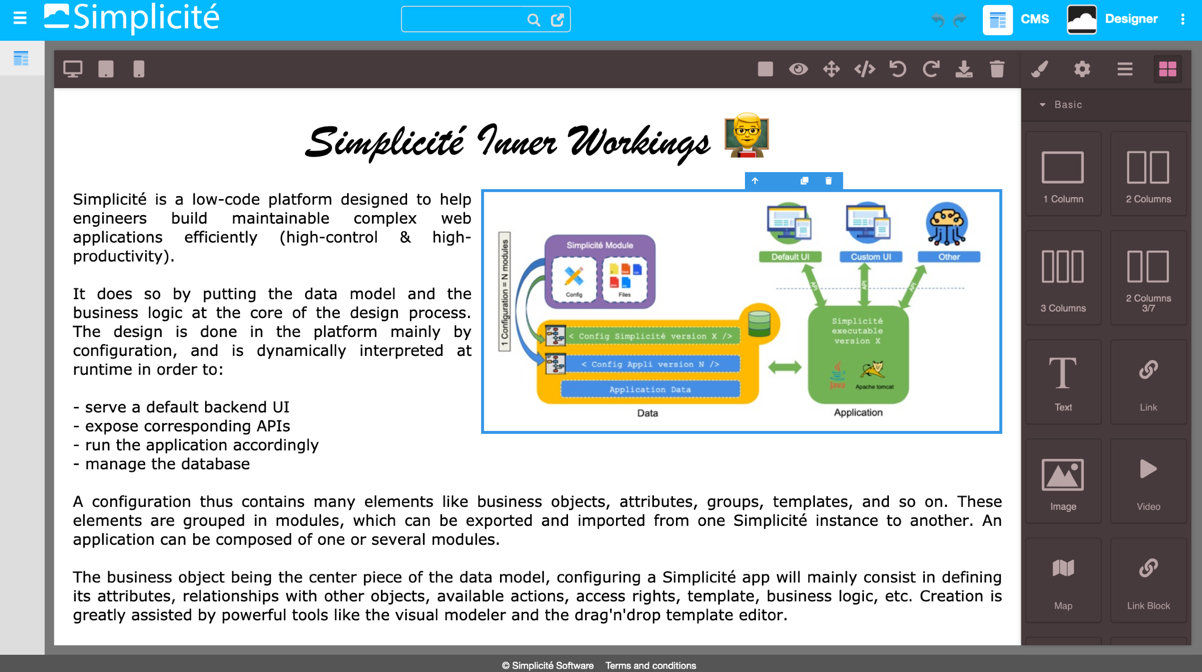 Simplicité
CMS
Designer
Basic
Simplicité Inner Workings
Simplicité is a low-code platform designed to help
engineers build maintainable complex web
applications efficiently (high-control & high-
productivity).
It does so by putting the data model and the
business logic at the core of the design process.
The design is done in the platform mainly by
configuration, and is dynamically interpreted at
runtime in order to:
- serve a default backend UI
- expose corresponding APIs
- run the application accordingly
- manage the database
1 Configuration = N modules
Simplicité Module
Config
Files
Default UI
Custom UI
Other
API
API
API
< Config Simplicité version X />
< Config Appli version N />
Application Data
Data
Simplicité
executable
version X
Java
Apache tomcat
Application
A configuration thus contains many elements like business objects, attributes, groups, templates, and so on. These
elements are grouped in modules, which can be exported and imported from one Simplicité instance to another. An
application can be composed of one or several modules.
The business object being the center piece of the data model, configuring a Simplicité app will mainly consist in defining
its attributes, relationships with other objects, available actions, access rights, template, business logic, etc. Creation is
greatly assisted by powerful tools like the visual modeler and the drag'n'drop template editor.
1 Column
2 Columns
3 Columns
2 Columns
3/7
Text
Link
Image
Video
Map
Link Block
© Simplicité Software
Terms and conditions